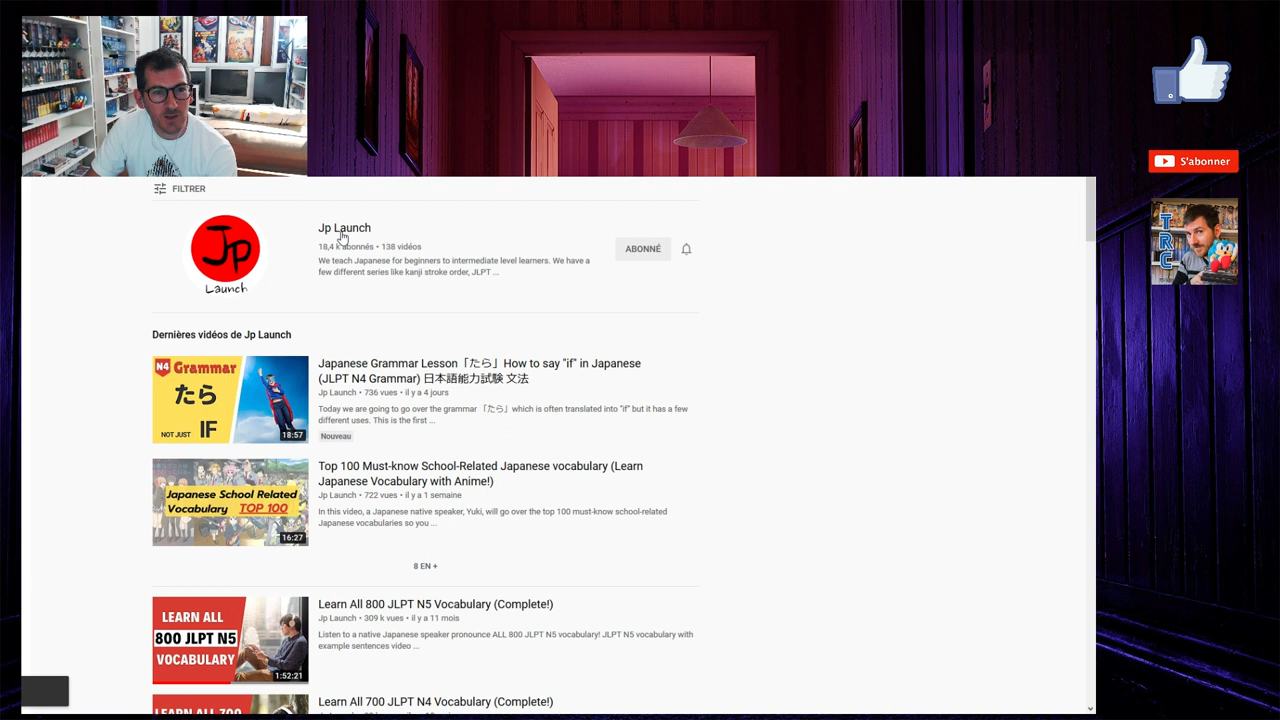 FILTRER
S'abonner
TRC
Jp
Launch
Jp Launch
18,4 k abonnés • 138 vidéos
We teach Japanese for beginners to intermediate level learners. We have a
few different series like kanji stroke order, JLPT ...
ABONNÉ
Dernières vidéos de Jp Launch
N4 Grammar
たら
NOT JUST IF
18:57
Japanese Grammar Lesson「たら」How to say "if" in Japanese
(JLPT N4 Grammar) 日本語能力試験 文法
Jp Launch • 736 vues • il y a 4 jours
Today we are going to go over the grammar 「たら」which is often translated into "if" but it has a few
different uses. This is the first ...
Nouveau
Japanese School Related
Vocabulary TOP 100
16:27
Top 100 Must-know School-Related Japanese vocabulary (Learn
Japanese Vocabulary with Anime!)
Jp Launch • 722 vues • il y a 1 semaine
In this video, a Japanese native speaker, Yuki, will go over the top 100 must-know school-related
Japanese vocabularies so you ...
8 EN +
LEARN ALL
800 JLPT N5
VOCABULARY
1:52:21
Learn All 800 JLPT N5 Vocabulary (Complete!)
Jp Launch • 309 k vues • il y a 11 mois
Listen to a native Japanese speaker pronounce ALL 800 JLPT N5 vocabulary! JLPT N5 vocabulary with
example sentences video ...
LEARN ALL 700
Learn All 700 JLPT N4 Vocabulary (Complete!)